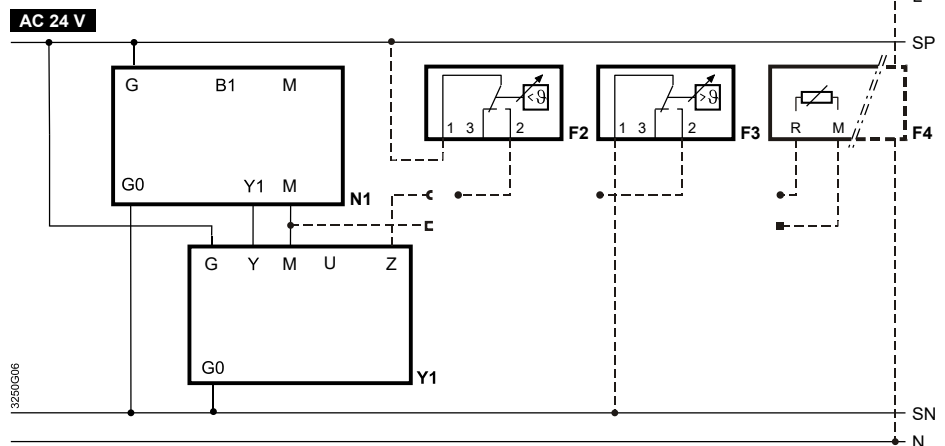 AC 24 V
SP
G B1 M
<ϑ
>ϑ
1 3 2
F2
1 3 2
F3
R M
F4
G0 Y1 M
N1
G Y M U Z
G0
Y1
3250G06
SN
N